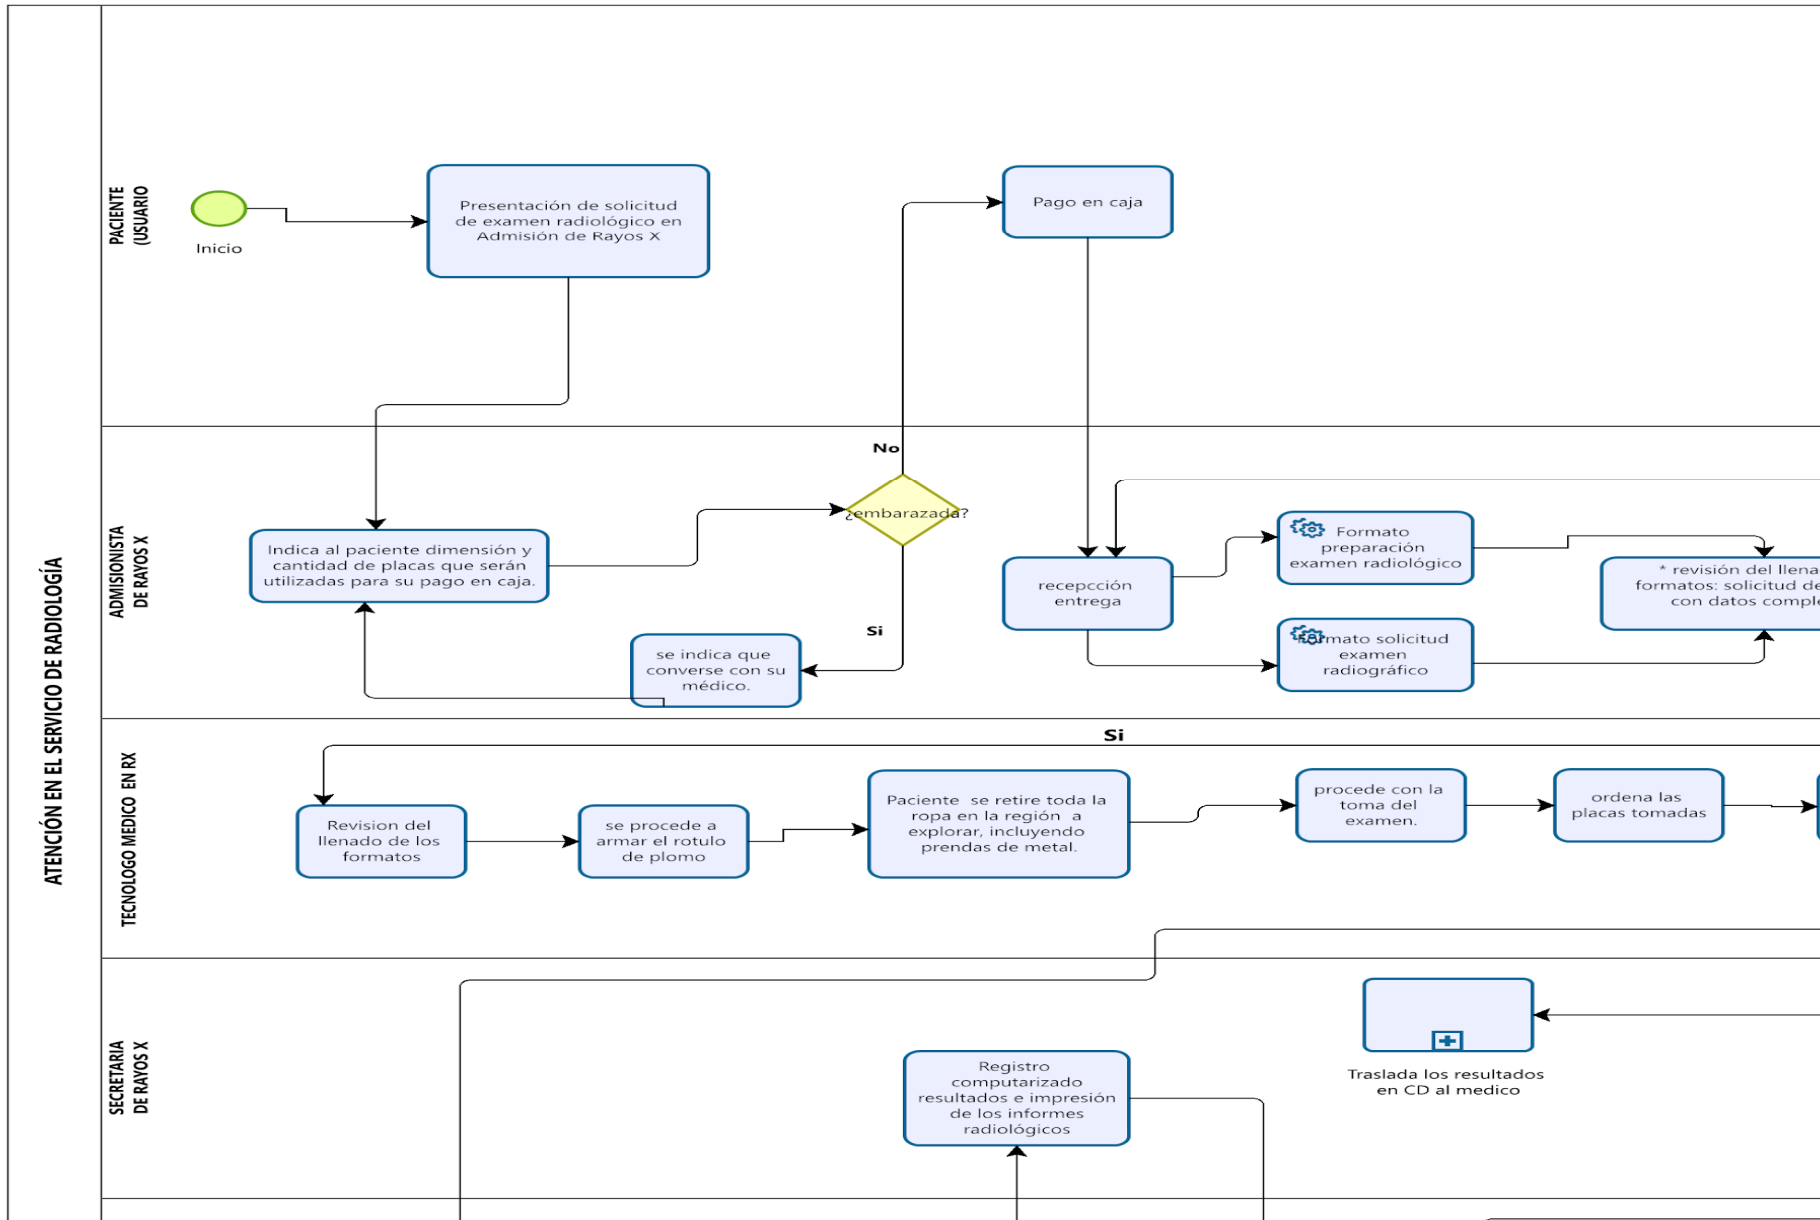 ATENCIÓN EN EL SERVICIO DE RADIOLOGÍA
PACIENTE
(USUARIO
Inicio
Presentación de solicitud
de examen radiológico en
Admisión de Rayos X
Pago en caja
ADMISIONISTA
DE RAYOS X
Indica al paciente dimensión y
cantidad de placas que serán
utilizadas para su pago en caja.
No
¿embarazada?
Si
se indica que
converse con su
médico.
recepcción
entrega
Formato
preparación
examen radiológico
Formato solicitud
examen
radiográfico
* revisión del llena
formatos: solicitud de
con datos comple
TECNOLOGO MEDICO EN RX
Si
Revision del
llenado de los
formatos
se procede a
armar el rotulo
de plomo
Paciente se retire toda la
ropa en la región a
explorar, incluyendo
prendas de metal.
procede con la
toma del
examen.
ordena las
placas tomadas
SECRETARIA
DE RAYOS X
Registro
computarizado
resultados e impresión
de los informes
radiológicos
Traslada los resultados
en CD al medico